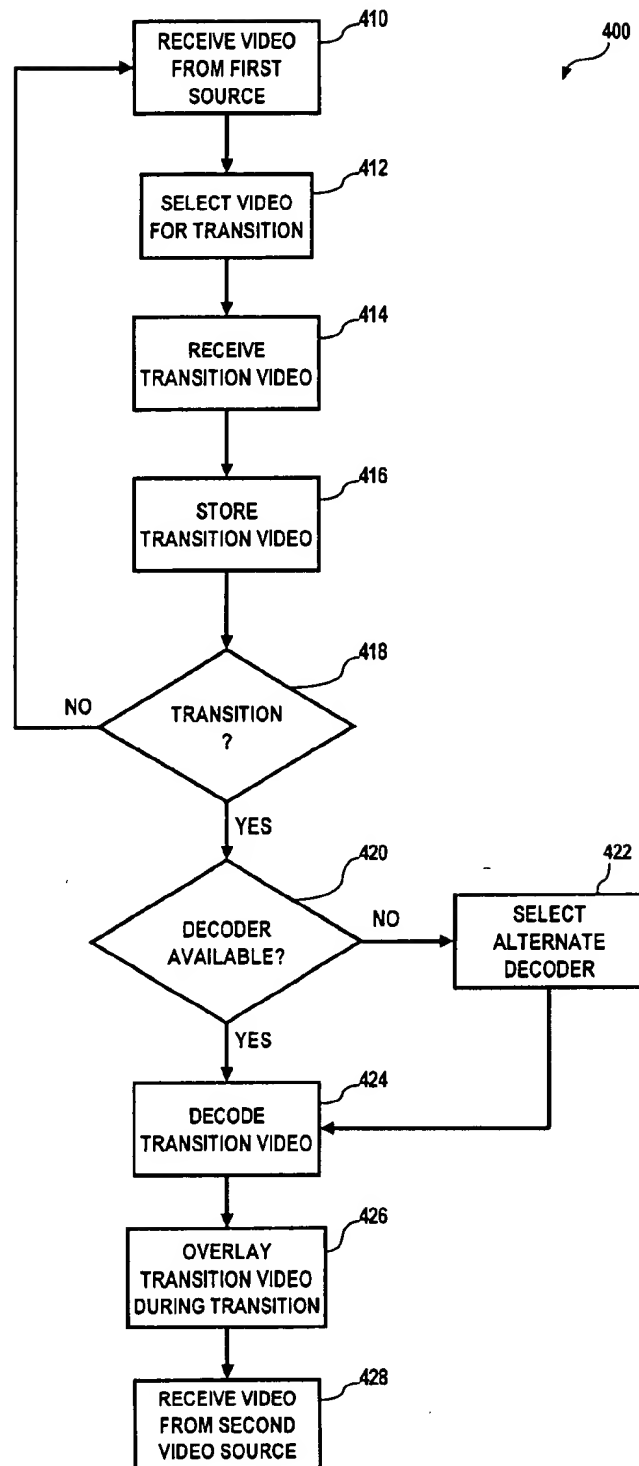 410
400
RECEIVE VIDEO
FROM FIRST
SOURCE
412
SELECT VIDEO
FOR TRANSITION
414
RECEIVE
TRANSITION VIDEO
416
STORE
TRANSITION VIDEO
418
NO
TRANSITION
?
YES
420
422
DECODER
AVAILABLE?
NO
SELECT
ALTERNATE
DECODER
YES
424
DECODE
TRANSITION VIDEO
426
OVERLAY
TRANSITION VIDEO
DURING TRANSITION
428
RECEIVE VIDEO
FROM SECOND
VIDEO SOURCE